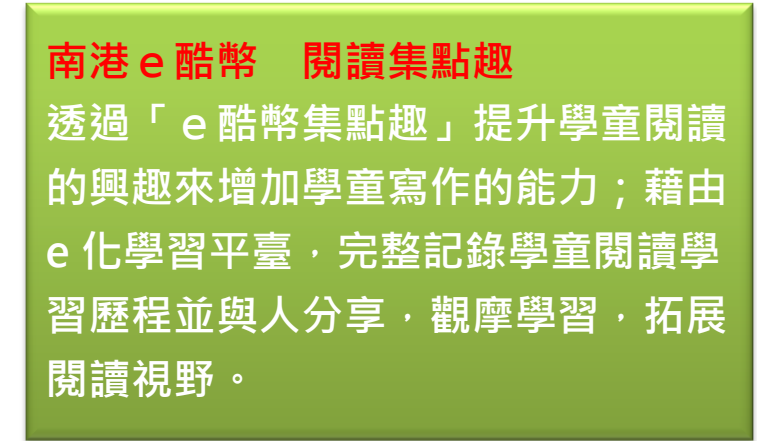 南港e酷幣　閱讀集點趣
透過「e酷幣集點趣」提升學童閱讀
的興趣來增加學童寫作的能力；藉由
e化學習平臺，完整記錄學童閱讀學
習歷程並與人分享，觀摩學習，拓展
閱讀視野。